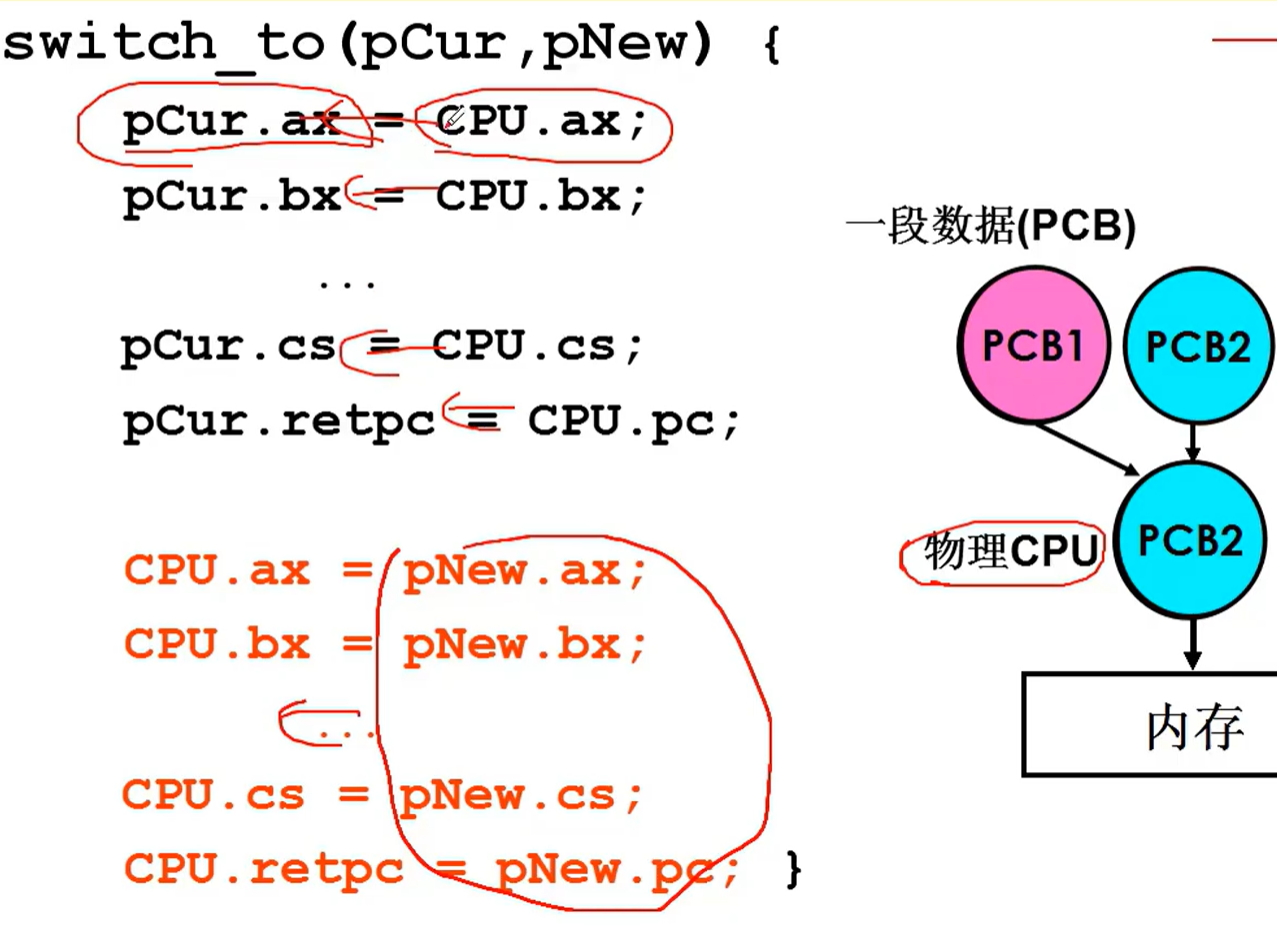 switch_to(pCur,pNew) {
pCur.ax = CPU.ax;
pCur.bx = CPU.bx;
...
pCur.cs = CPU.cs;
pCur.retpc = CPU.pc;
CPU.ax = pNew.ax;
CPU.bx = pNew.bx;
...
CPU.cs = pNew.cs;
CPU.retpc = pNew.pc; }
一段数据(PCB)
PCB1 PCB2
物理CPU PCB2
内存